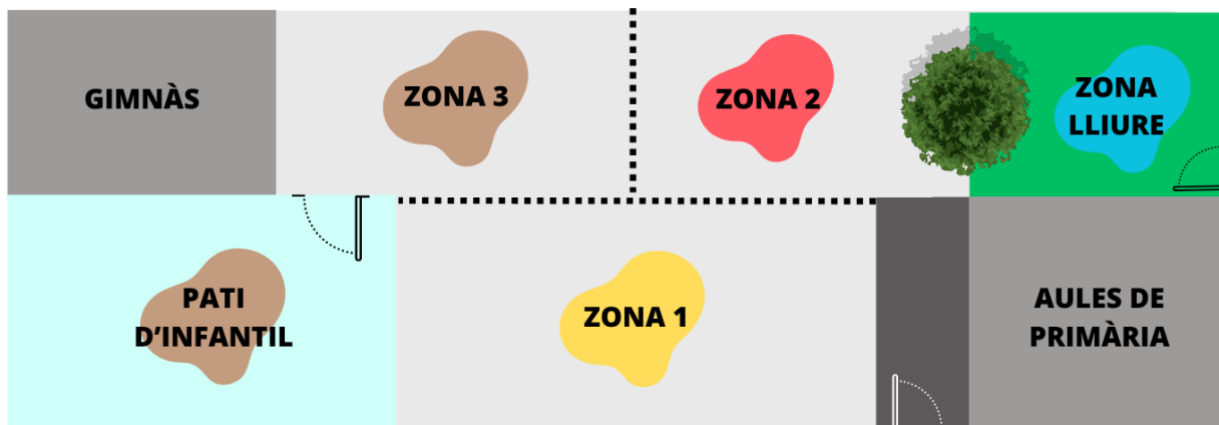 GIMNÀS
ZONA 3
ZONA 2
ZONA
LLIURE
PATI
D'INFANTIL
ZONA 1
AULES DE
PRIMÀRIA